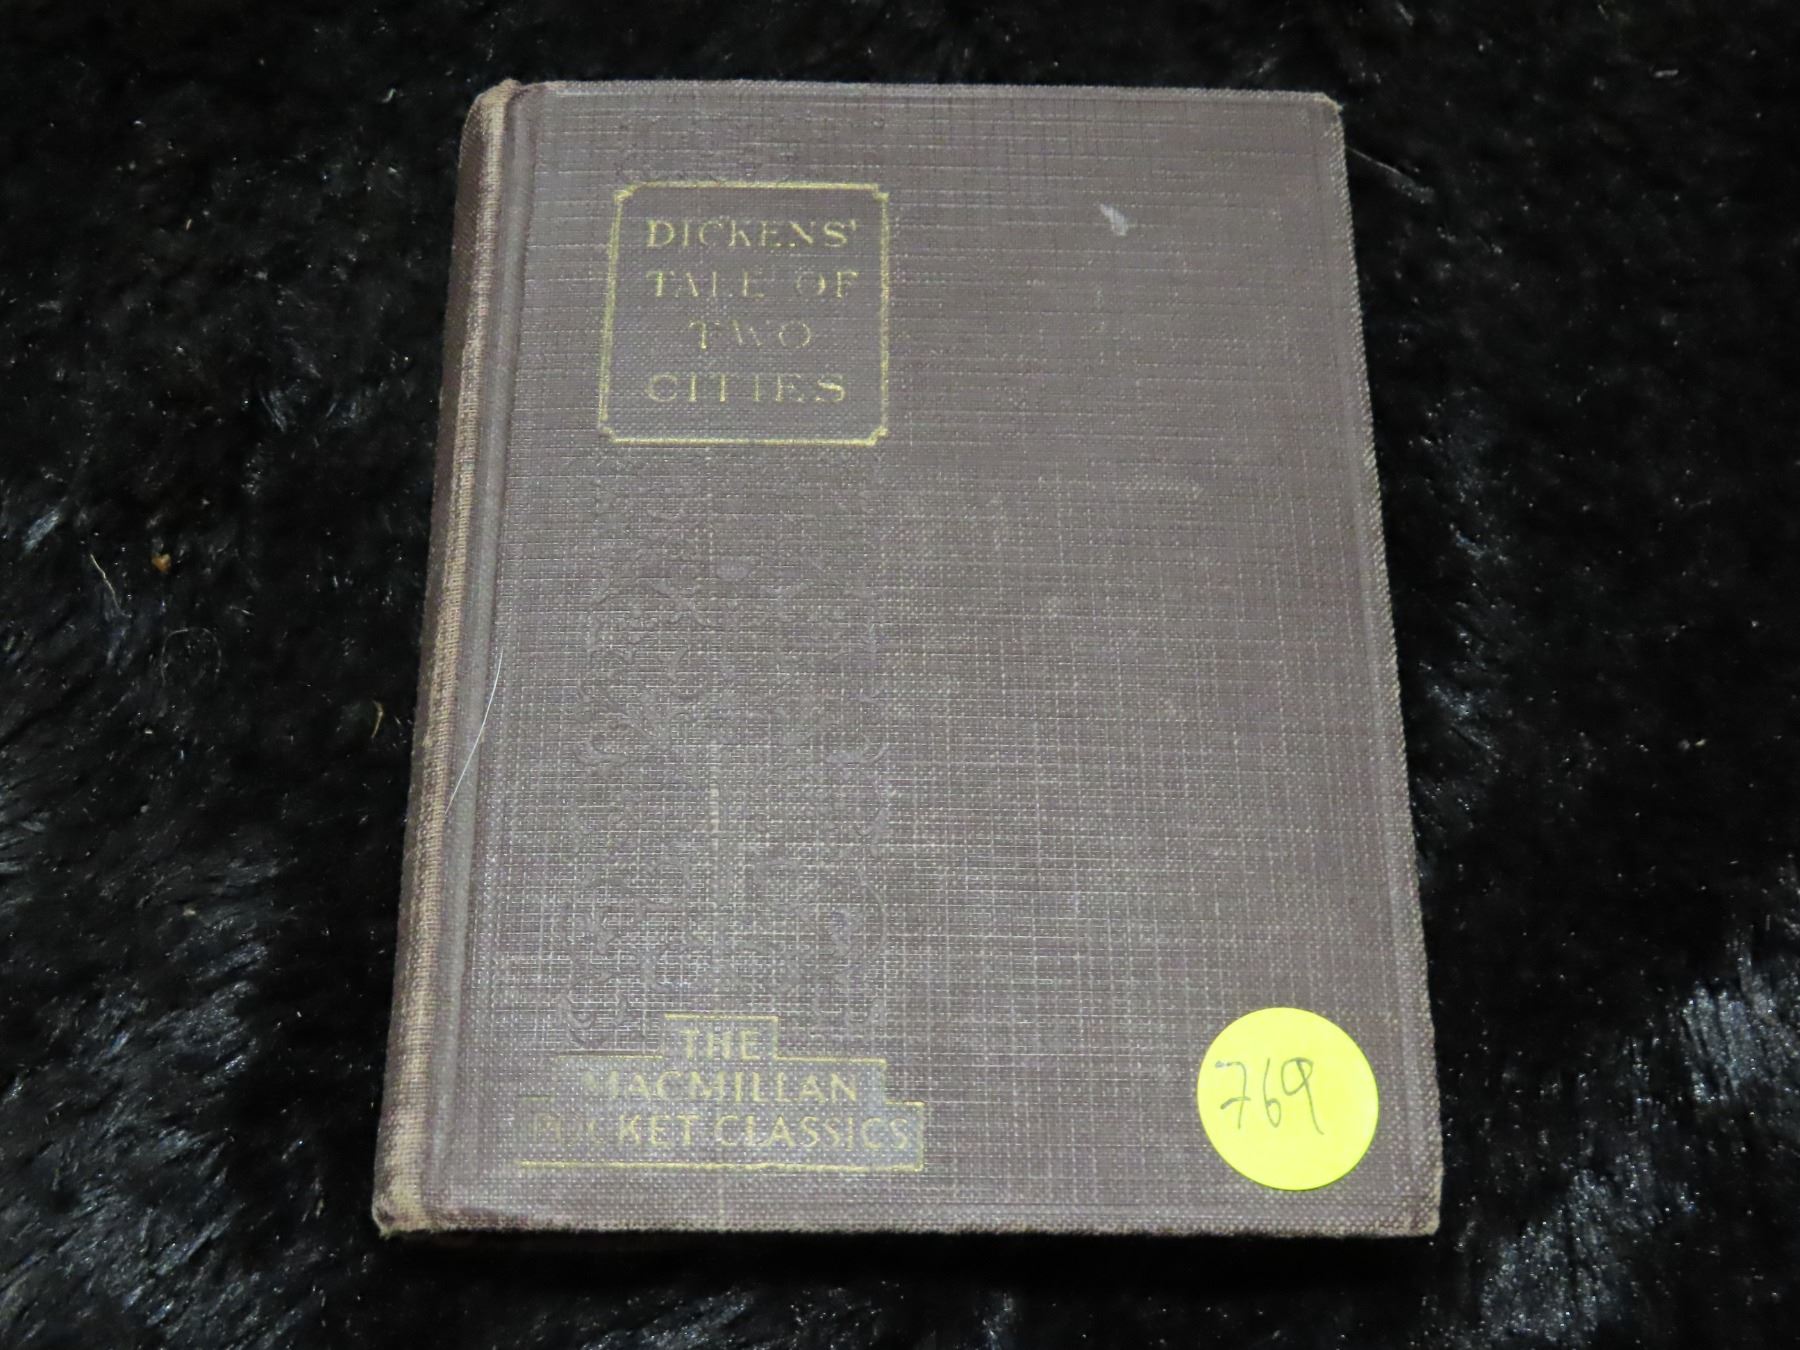 DICKENS'
TALE OF
TWO
CITIES
THE
MACMILLAN
POCKET CLASSICS
769